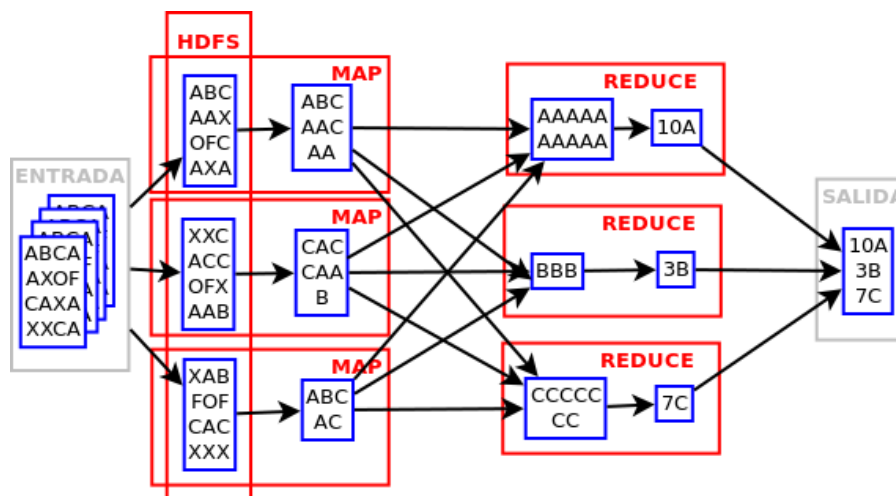 HDFS
MAP
REDUCE
ENTRADA
ABCA
AXOF
CAXA
XXCA
ABC
AAX
OFC
AXA
ABC
AAC
AA
AAAAA
AAAAA
10A
MAP
XXC
ACC
OFX
AAB
CAC
CAA
B
REDUCE
BBB
3B
SALIDA
10A
3B
7C
MAP
XAB
FOF
CAC
XXX
ABC
AC
REDUCE
CCCCC
CC
7C